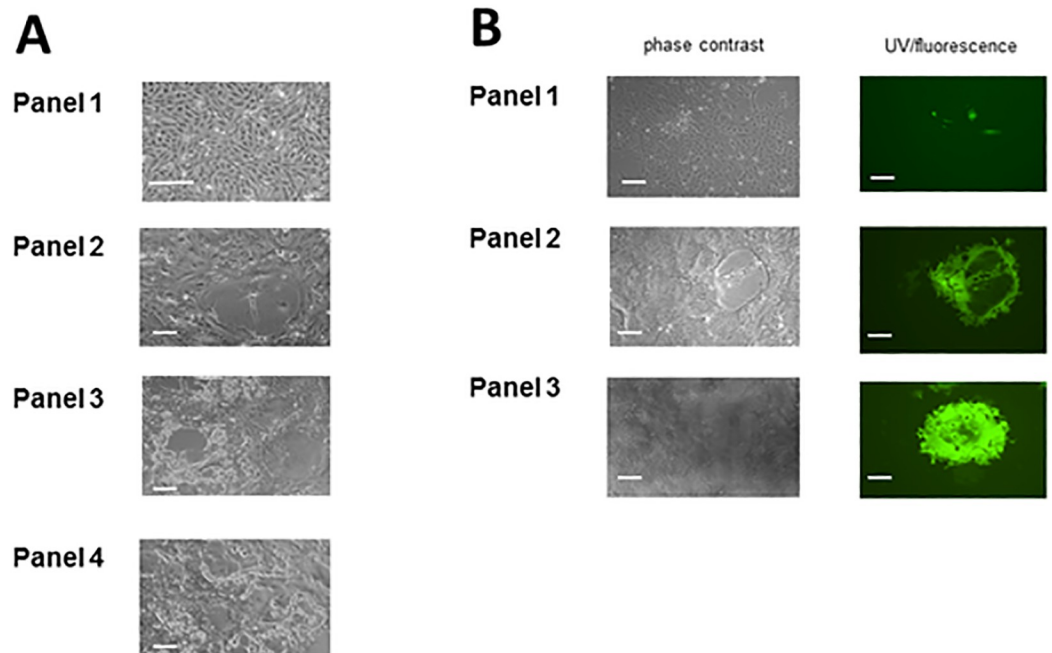 A
Panel 1
Panel 2
Panel 3
Panel 4
B
phase contrast
UV/fluorescence
Panel 1
Panel 2
Panel 3